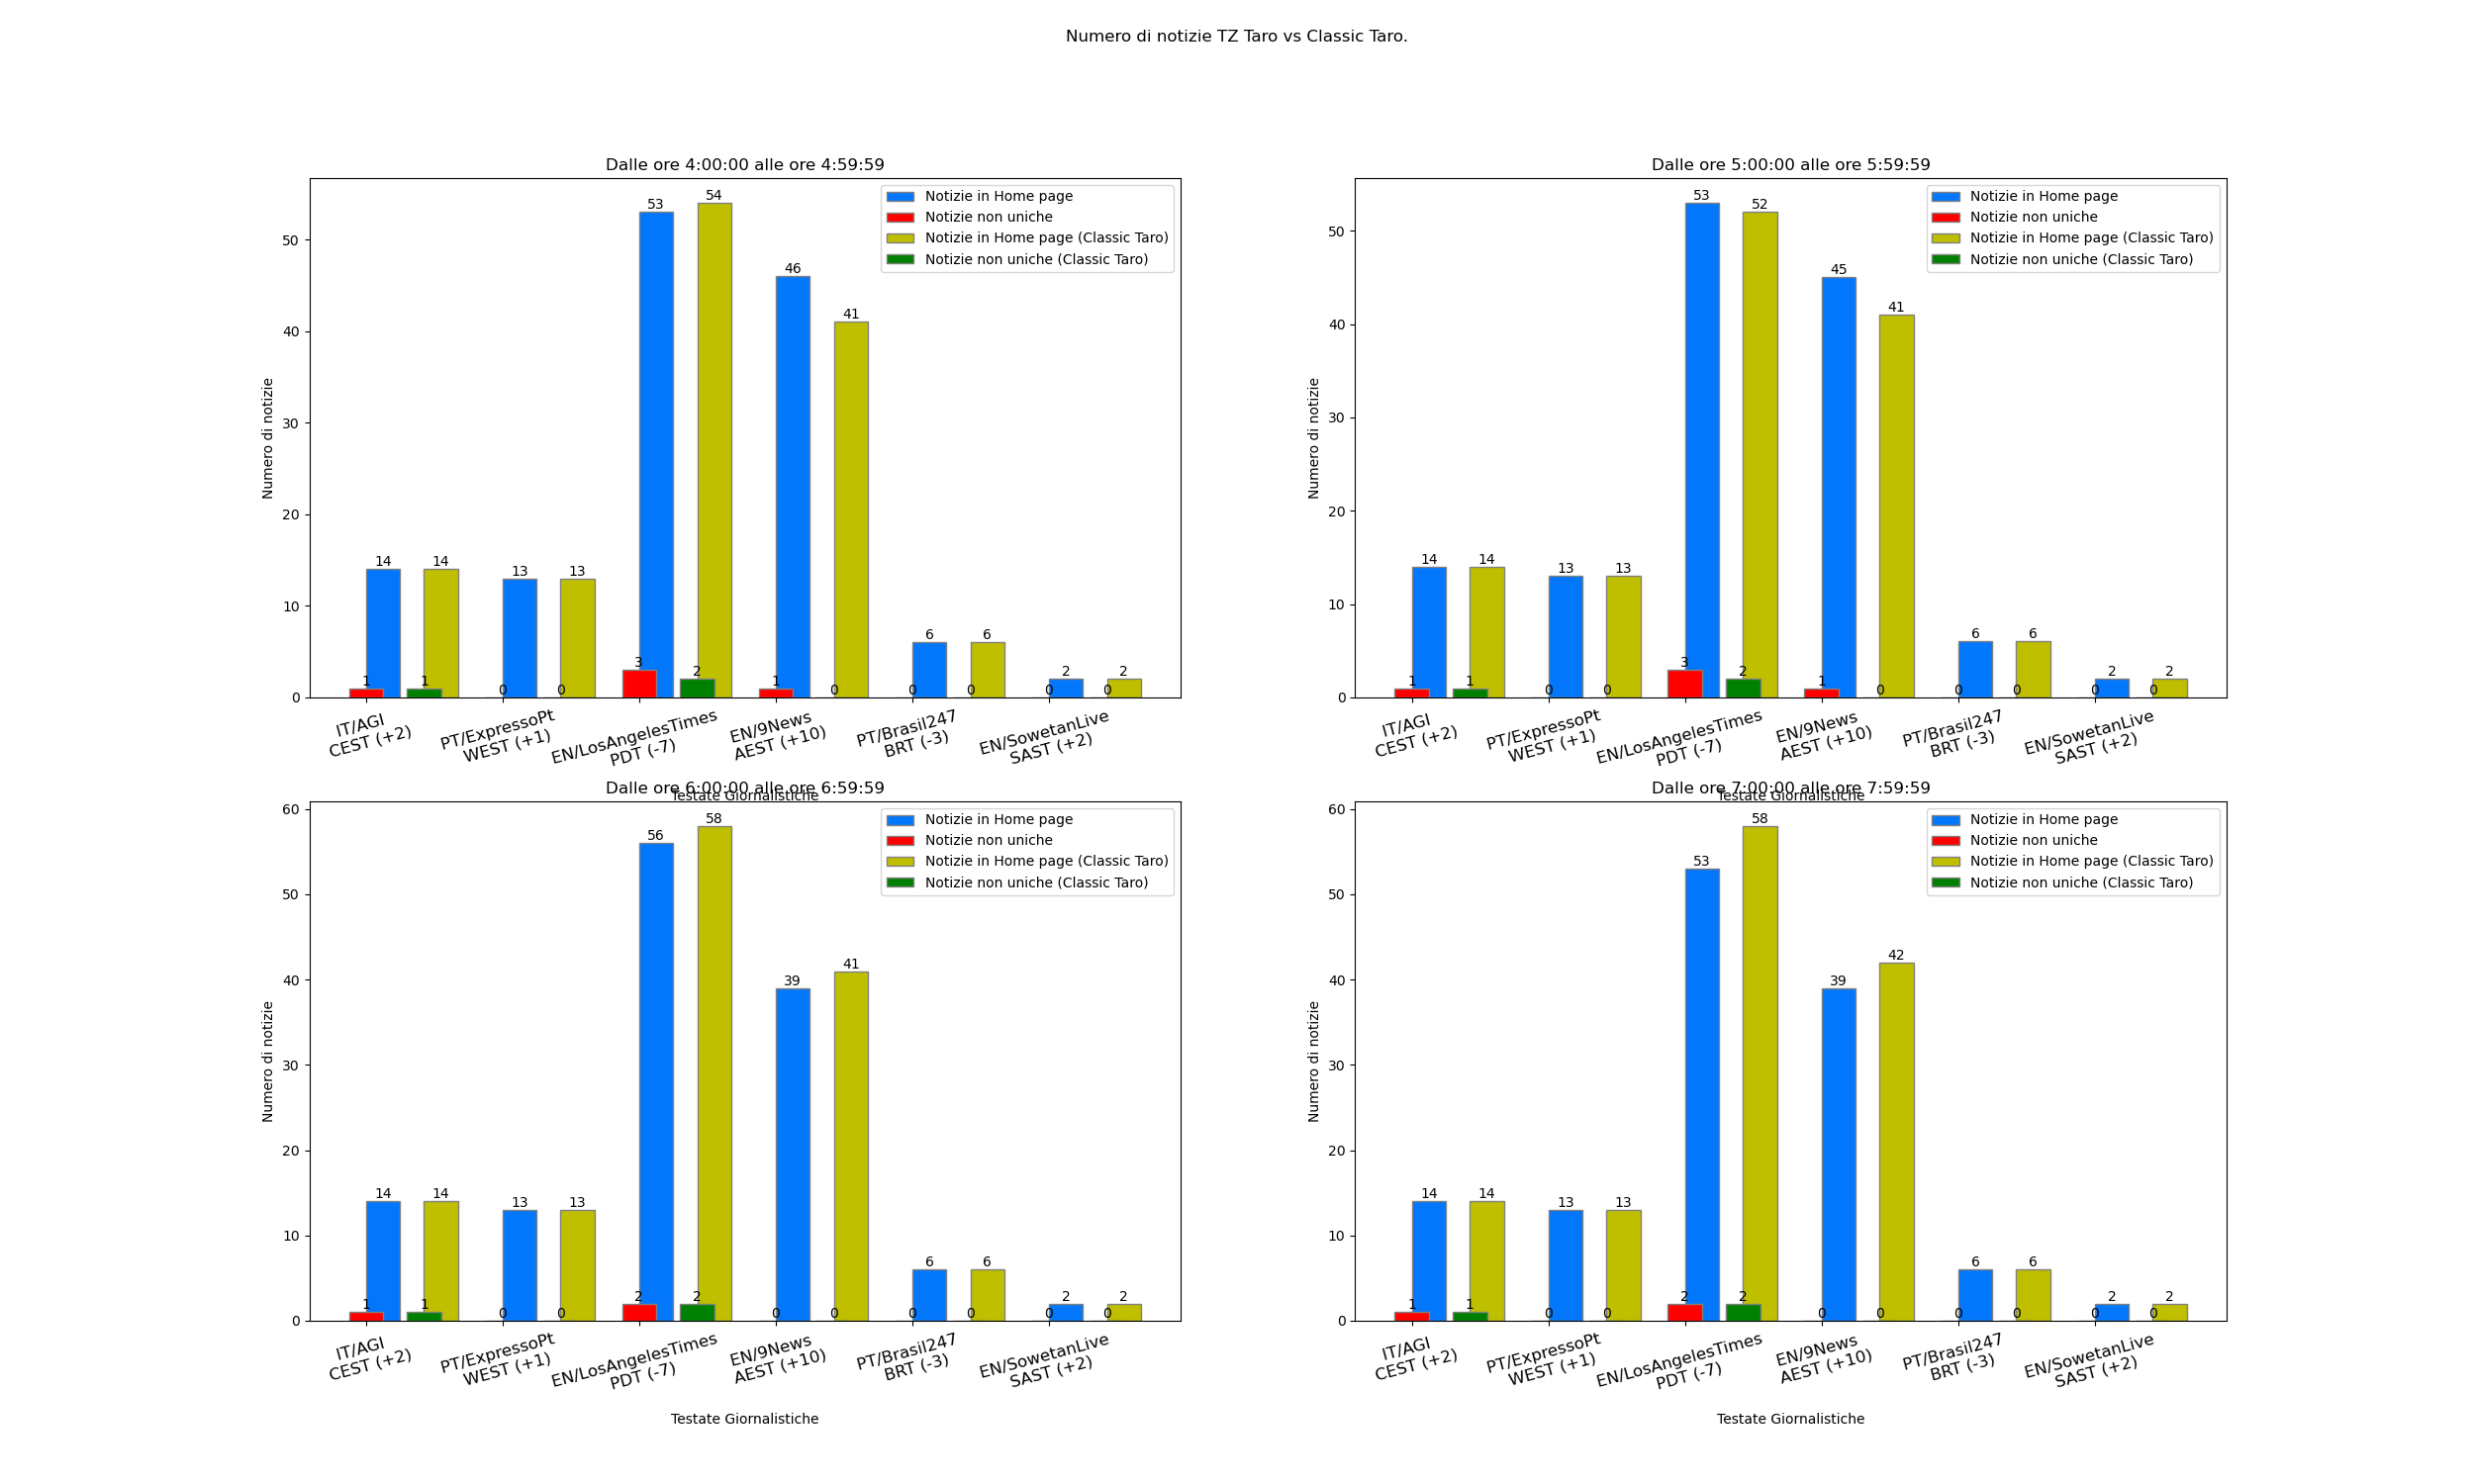 Numero di notizie TZ Taro vs Classic Taro.
Dalle ore 4:00:00 alle ore 4:59:59
Notizie in Home page
Notizie non uniche
Notizie in Home page (Classic Taro)
Notizie non uniche (Classic Taro)
Numero di notizie
50
40
30
20
10
0
14
14
13
13
53
54
46
41
6
6
2
2
1
1
0
0
3
2
1
0
0
0
0
0
IT/AGI
CEST (+2)
PT/ExpressoPt
WEST (+1)
EN/LosAngelesTimes
PDT (-7)
EN/9News
AEST (+10)
PT/Brasil247
BRT (-3)
EN/SowetanLive
SAST (+2)
Testate Giornalistiche
Dalle ore 5:00:00 alle ore 5:59:59
Notizie in Home page
Notizie non uniche
Notizie in Home page (Classic Taro)
Notizie non uniche (Classic Taro)
Numero di notizie
50
40
30
20
10
0
14
14
13
13
53
52
45
41
6
6
2
2
1
1
0
0
3
2
1
0
0
0
0
0
IT/AGI
CEST (+2)
PT/ExpressoPt
WEST (+1)
EN/LosAngelesTimes
PDT (-7)
EN/9News
AEST (+10)
PT/Brasil247
BRT (-3)
EN/SowetanLive
SAST (+2)
Testate Giornalistiche
Dalle ore 6:00:00 alle ore 6:59:59
Notizie in Home page
Notizie non uniche
Notizie in Home page (Classic Taro)
Notizie non uniche (Classic Taro)
Numero di notizie
60
50
40
30
20
10
0
14
14
13
13
56
58
39
41
6
6
2
2
1
1
0
0
2
2
0
0
0
0
0
0
IT/AGI
CEST (+2)
PT/ExpressoPt
WEST (+1)
EN/LosAngelesTimes
PDT (-7)
EN/9News
AEST (+10)
PT/Brasil247
BRT (-3)
EN/SowetanLive
SAST (+2)
Testate Giornalistiche
Dalle ore 7:00:00 alle ore 7:59:59
Notizie in Home page
Notizie non uniche
Notizie in Home page (Classic Taro)
Notizie non uniche (Classic Taro)
Numero di notizie
60
50
40
30
20
10
0
14
14
13
13
53
58
39
42
6
6
2
2
1
1
0
0
2
2
0
0
0
0
0
0
IT/AGI
CEST (+2)
PT/ExpressoPt
WEST (+1)
EN/LosAngelesTimes
PDT (-7)
EN/9News
AEST (+10)
PT/Brasil247
BRT (-3)
EN/SowetanLive
SAST (+2)
Testate Giornalistiche